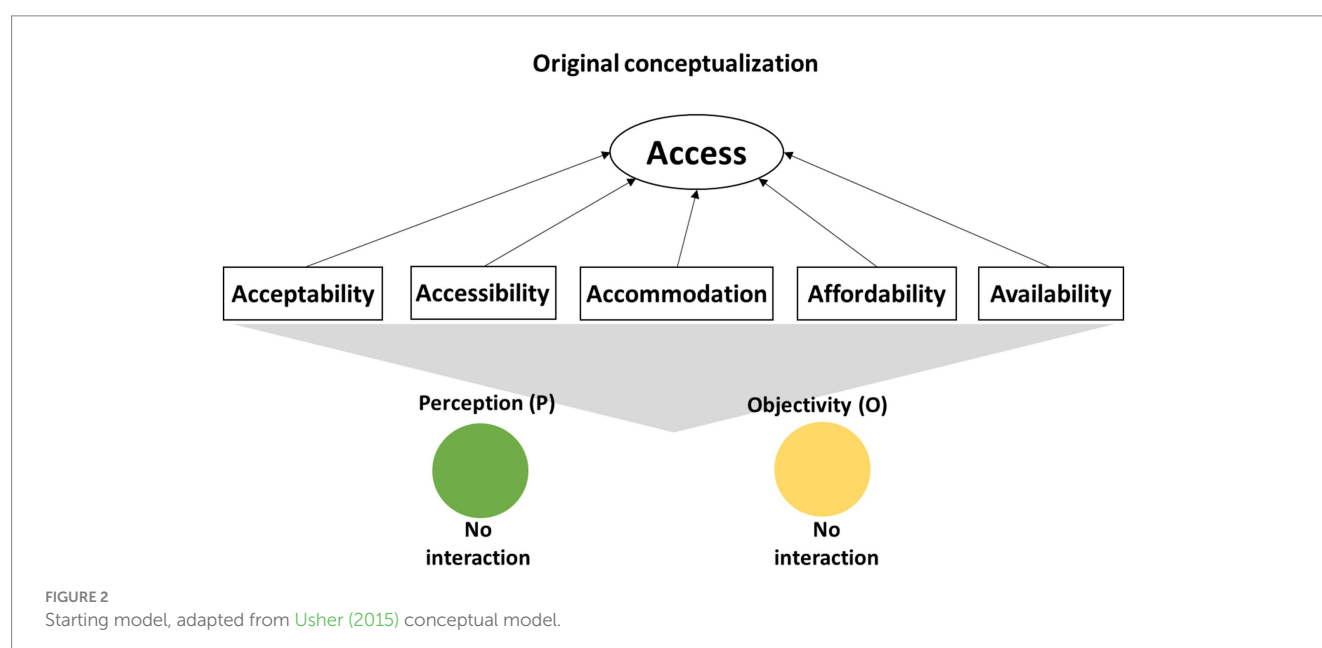 Original conceptualization
Access
Acceptability
Accessibility
Accommodation
Affordability
Availability
Perception (P)
Objectivity (O)
No
interaction
No
interaction
FIGURE 2
Starting model, adapted from Usher (2015) conceptual model.